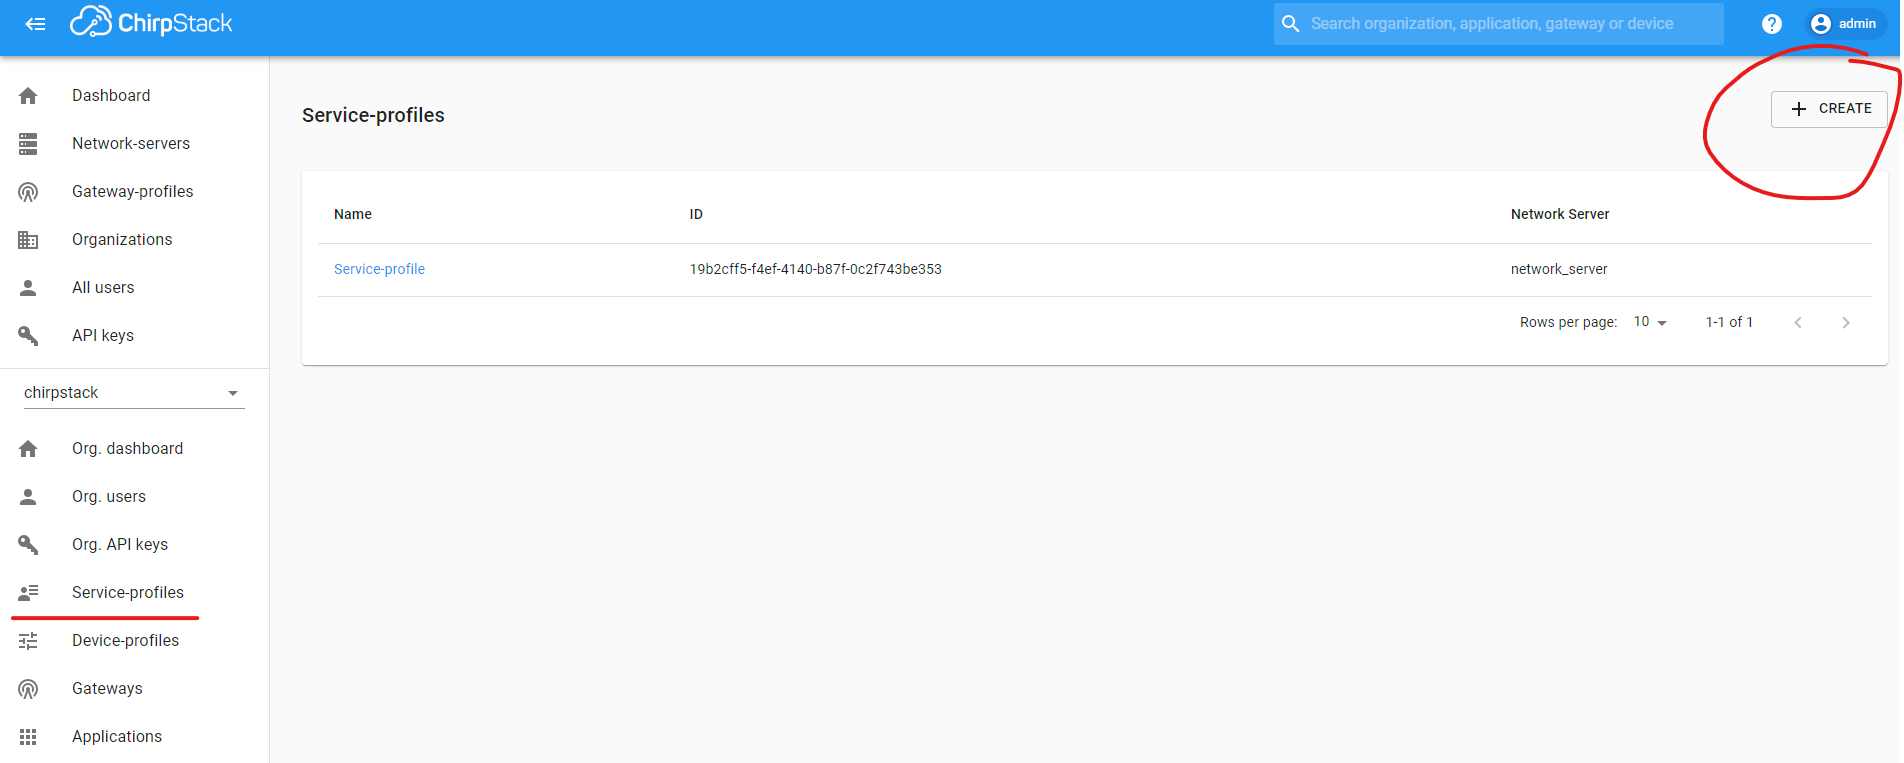 ChirpStack
Search organization, application, gateway or device
? admin
Dashboard
Network-servers
Gateway-profiles
Organizations
All users
API keys
chirpstack
Org. dashboard
Org. users
Org. API keys
Service-profiles
Device-profiles
Gateways
Applications
Service-profiles
+ CREATE
Name ID Network Server
Service-profile 19b2cff5-f4ef-4140-b87f-0c2f743be353 network_server
Rows per page: 10 1-1 of 1